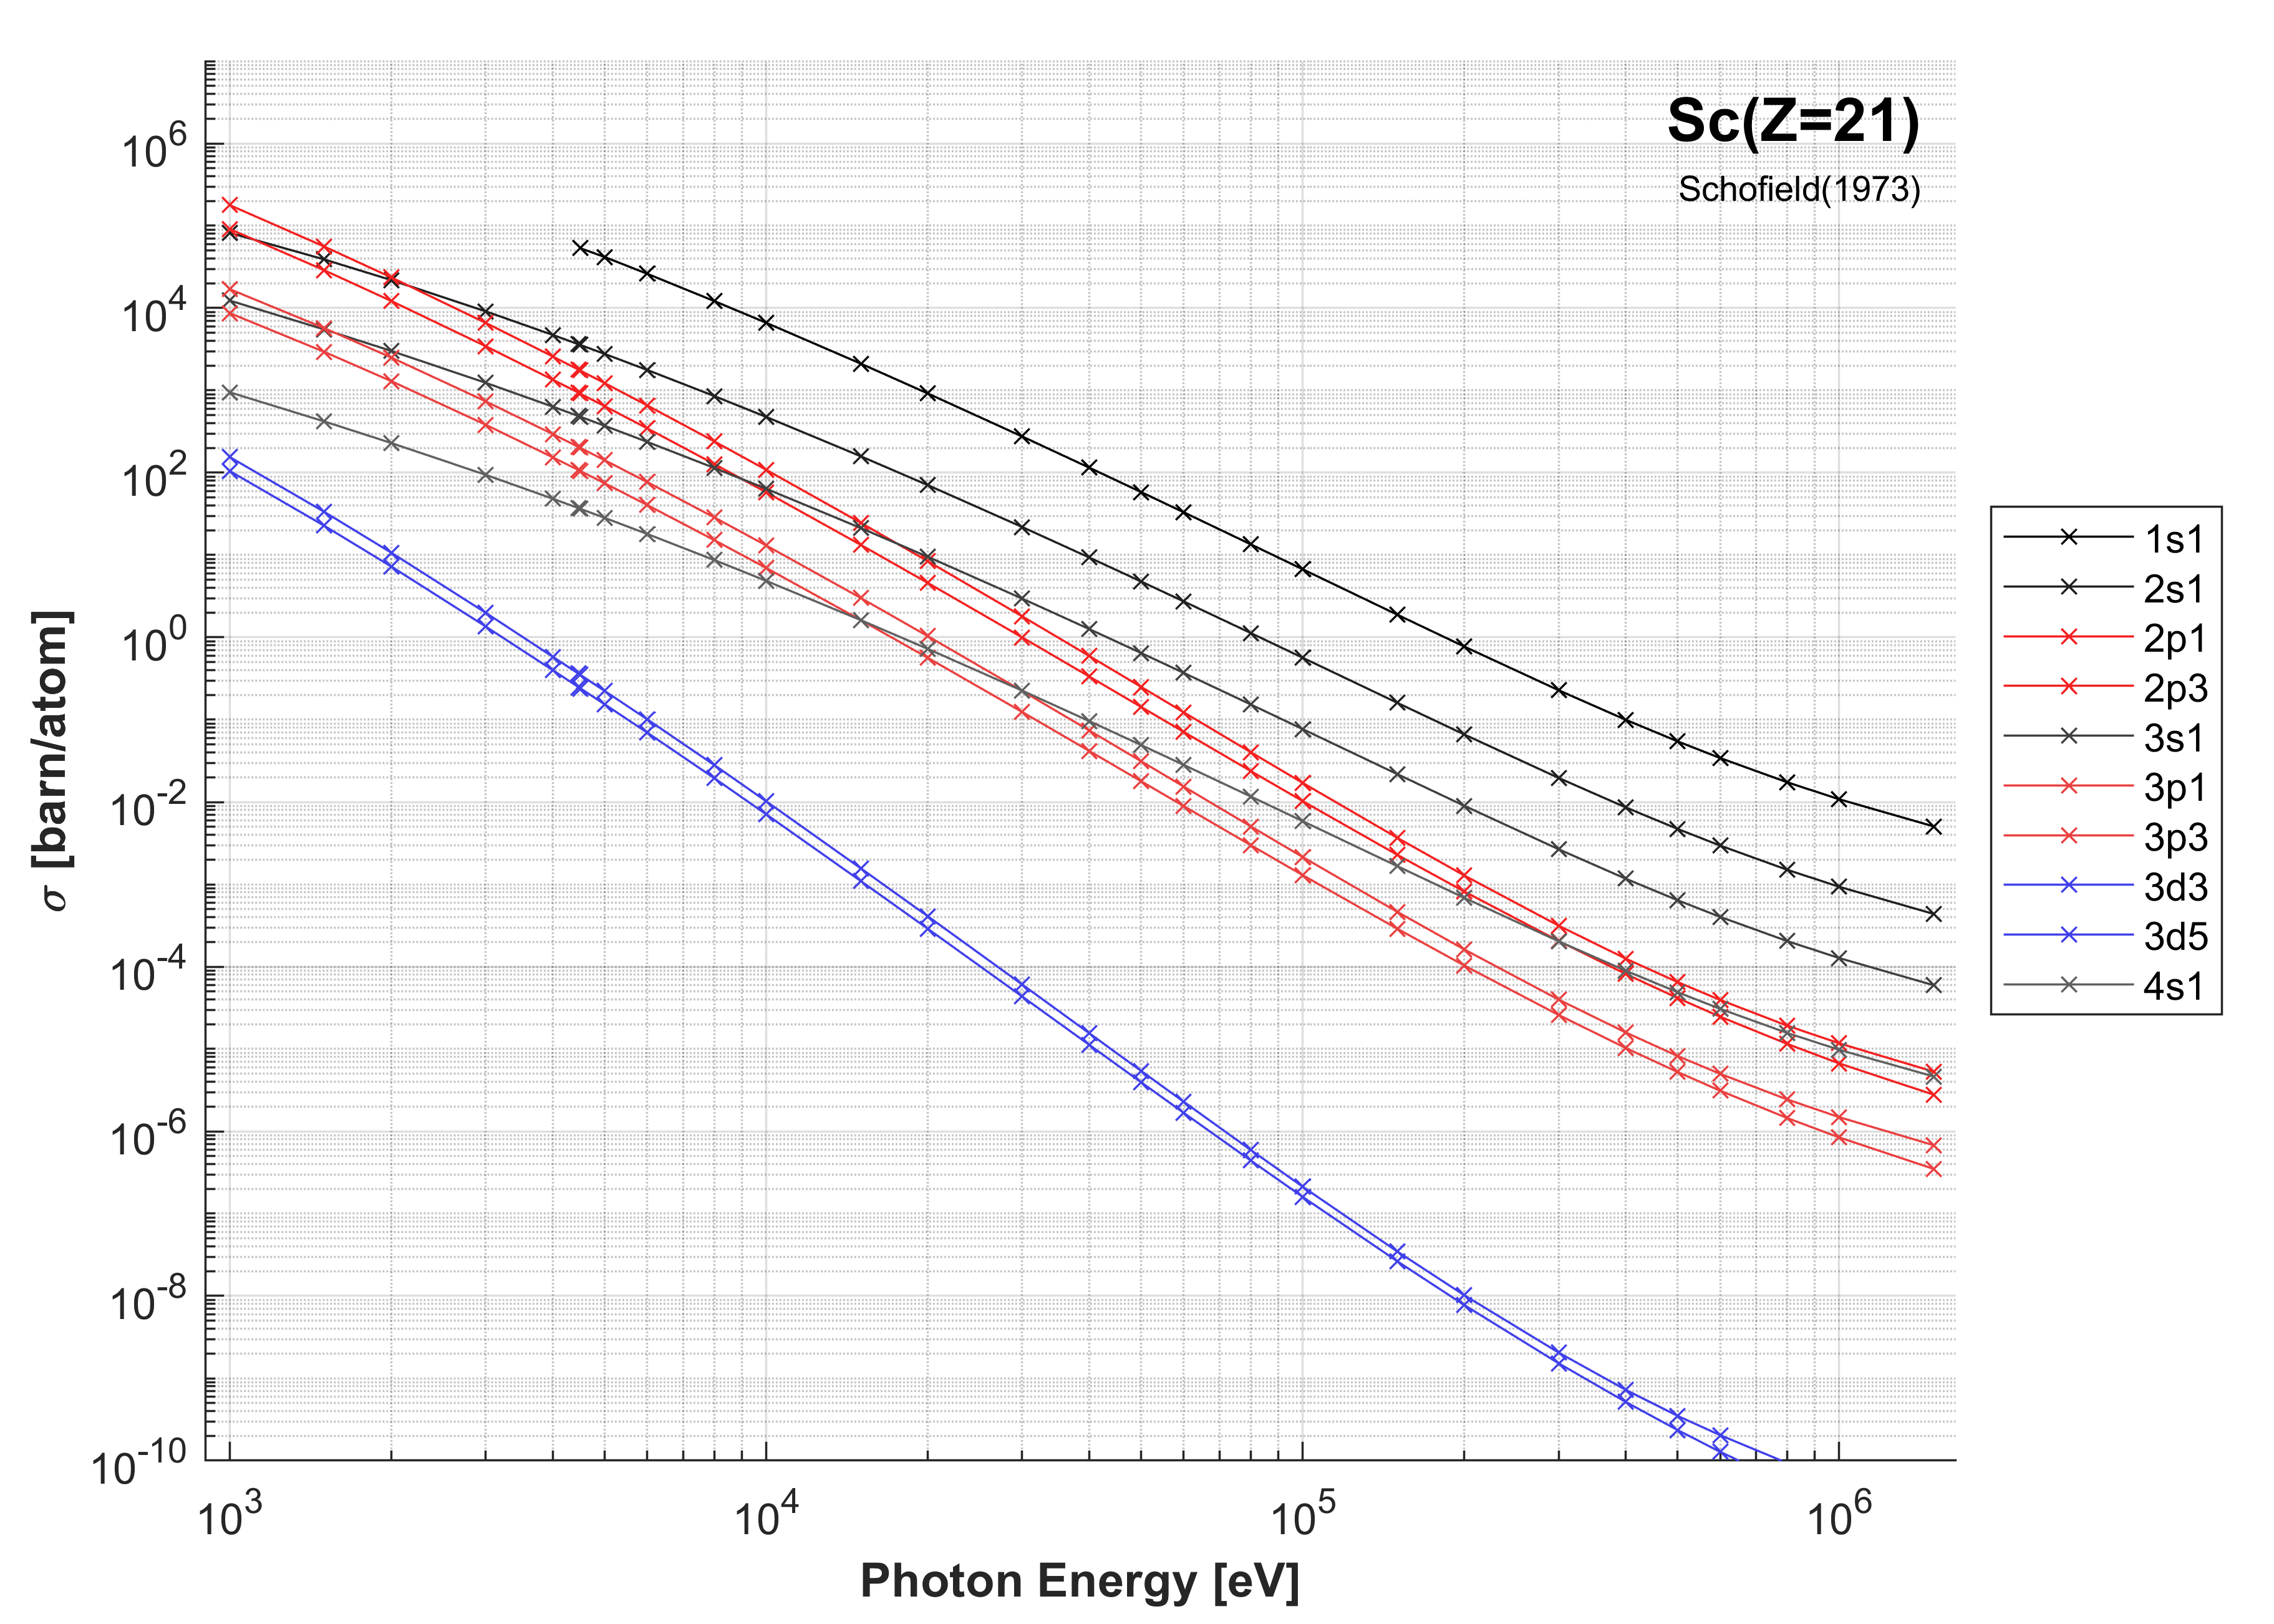 Sc(Z=21)
Schofield(1973)
10^6
10^4
10^2
10^0
10^-2
10^-4
10^-6
10^-8
10^-10
σ [barn/atom]
10^3
10^4
10^5
10^6
Photon Energy [eV]
1s1
2s1
2p1
2p3
3s1
3p1
3p3
3d3
3d5
4s1